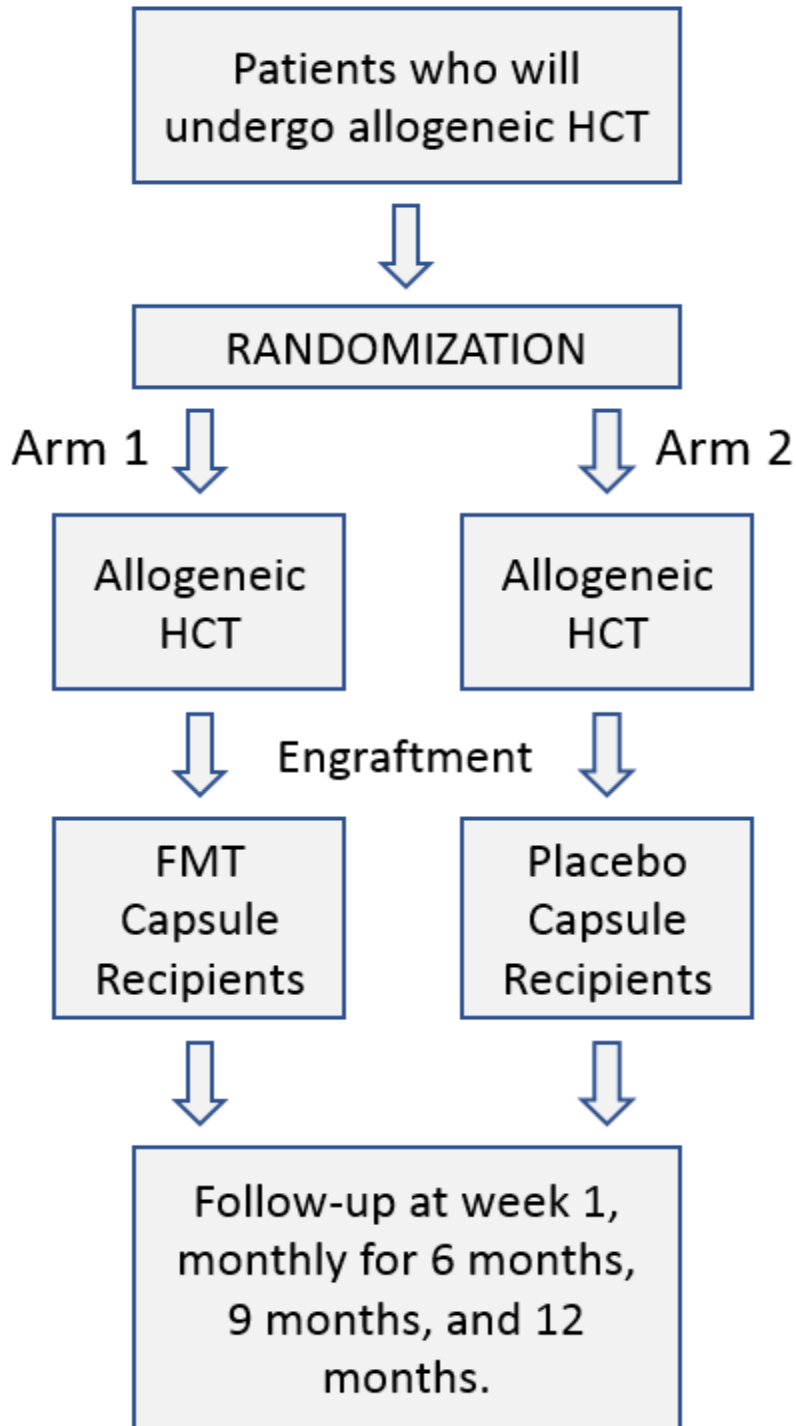 Patients who will
undergo allogeneic HCT
RANDOMIZATION
Arm 1
Arm 2
Allogeneic
HCT
Allogeneic
HCT
Engraftment
FMT
Capsule
Recipients
Placebo
Capsule
Recipients
Follow-up at week 1,
monthly for 6 months,
9 months, and 12
months.